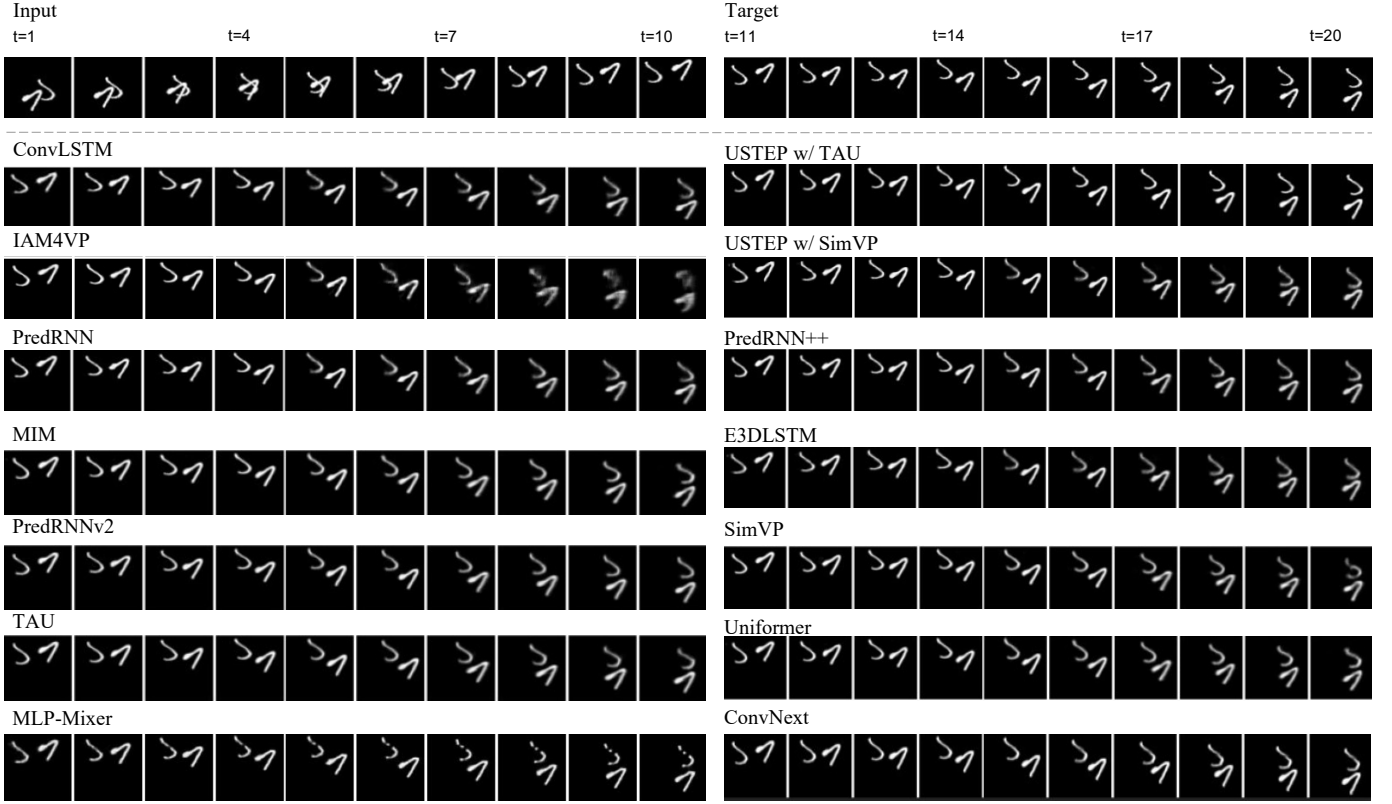 Input
t=1 t=4 t=7 t=10
Target
t=11 t=14 t=17 t=20
ConvLSTM
USTEP w/ TAU
IAM4VP
USTEP w/ SimVP
PredRNN
PredRNN++
MIM
E3DLSTM
PredRNNv2
SimVP
TAU
Uniformer
MLP-Mixer
ConvNext